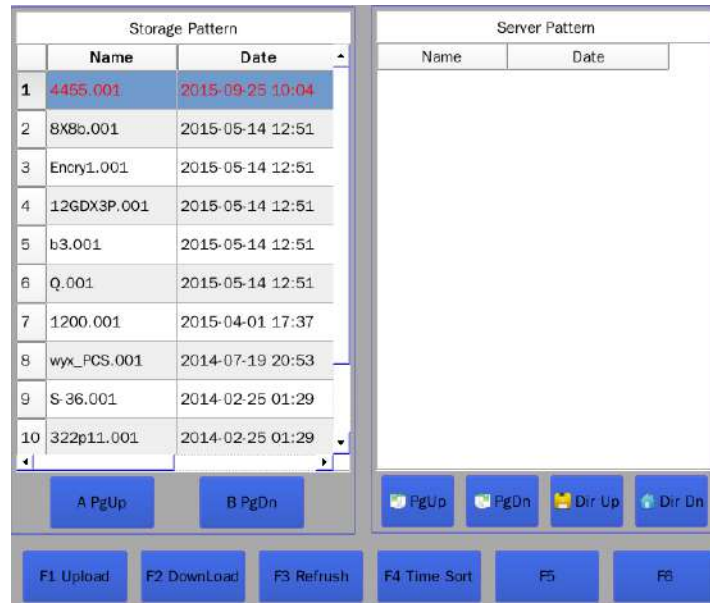 Storage Pattern
Name Date
1 4455.001 2015-09-25 10:04
2 8X8b.001 2015-05-14 12:51
3 Encry1.001 2015-05-14 12:51
4 12GDX3P.001 2015-05-14 12:51
5 b3.001 2015-05-14 12:51
6 Q.001 2015-05-14 12:51
7 1200.001 2015-04-01 17:37
8 wyx_PCS.001 2014-07-19 20:53
9 S-36.001 2014-02-25 01:29
10 322p11.001 2014-02-25 01:29
A PgUp B PgDn
Server Pattern
Name Date
PgUp PgDn Dir Up Dir Dn
F1 Upload F2 DownLoad F3 Refrush F4 Time Sort F5 F6